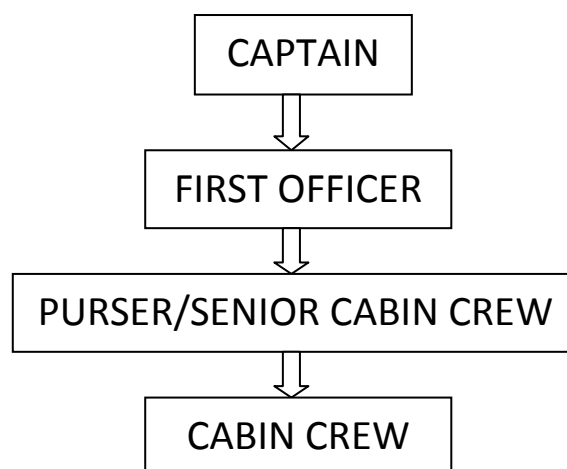 CAPTAIN
FIRST OFFICER
PURSER/SENIOR CABIN CREW
CABIN CREW